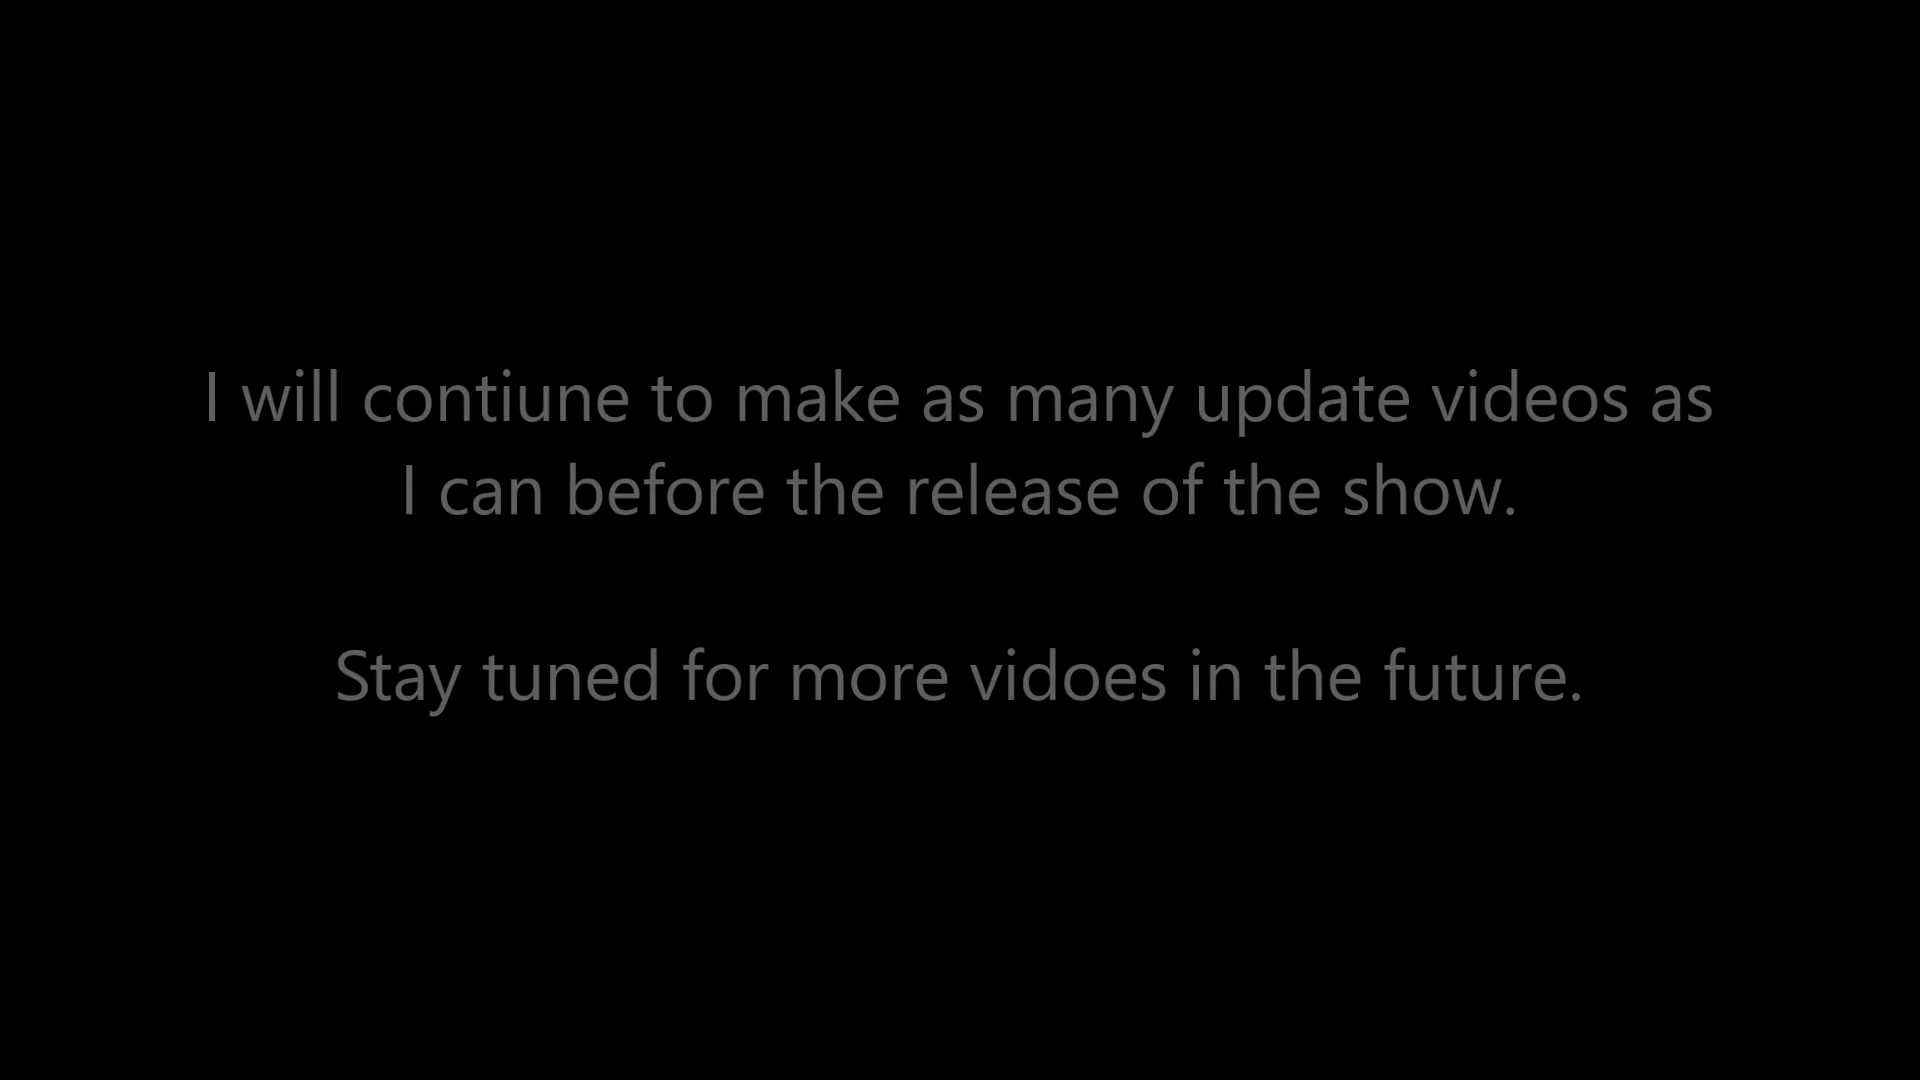 I will contiune to make as many update videos as
I can before the release of the show.
Stay tuned for more vidoes in the future.